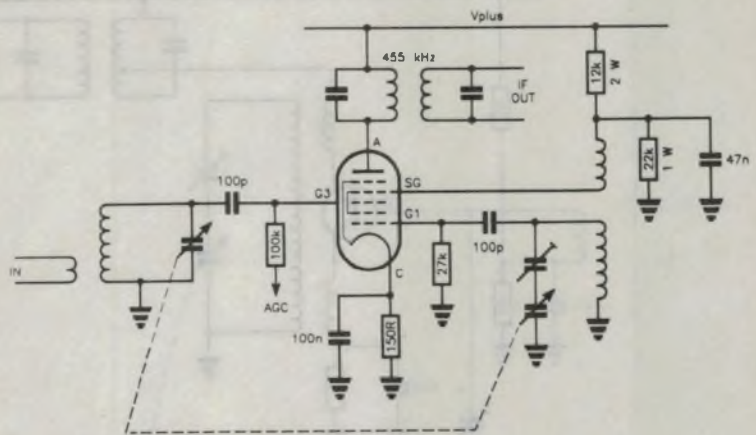 Vplus
455 kHz
12k
2 W
IF
OUT
A
22k
1 W
47n
100p
G3
SG
G1
100p
100k
27k
C
IN
AGC
100n
150R